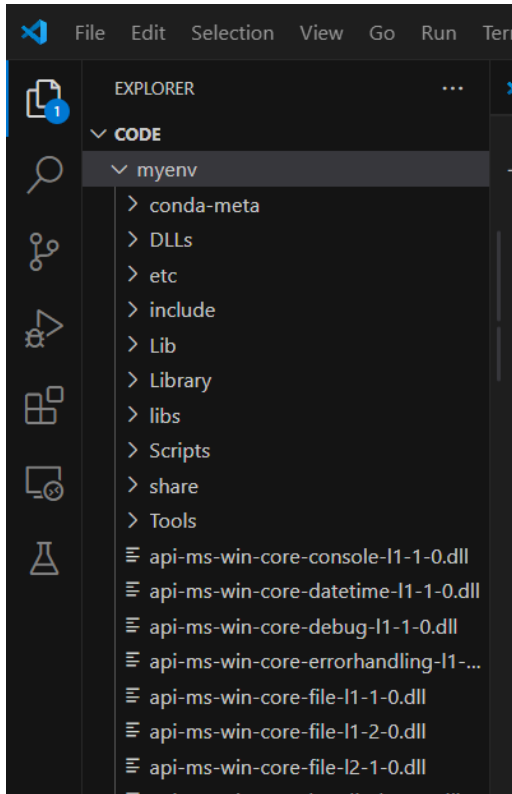 File Edit Selection View Go Run Ter
EXPLORER ...
1
CODE
myenv
conda-meta
DLLs
etc
include
Lib
Library
libs
Scripts
share
Tools
api-ms-win-core-console-l1-1-0.dll
api-ms-win-core-datetime-l1-1-0.dll
api-ms-win-core-debug-l1-1-0.dll
api-ms-win-core-errorhandling-l1-...
api-ms-win-core-file-l1-1-0.dll
api-ms-win-core-file-l1-2-0.dll
api-ms-win-core-file-l2-1-0.dll